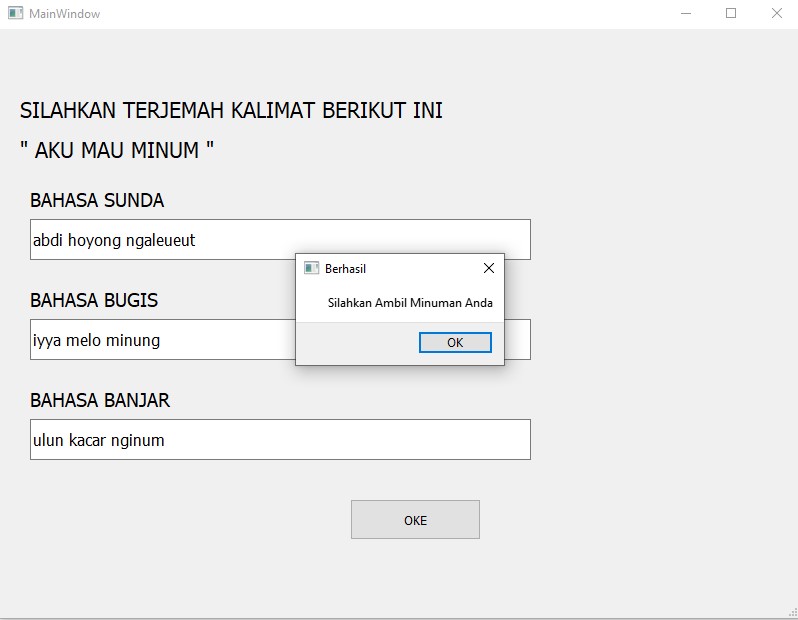 MainWindow
SILAHKAN TERJEMAH KALIMAT BERIKUT INI
" AKU MAU MINUM "
BAHASA SUNDA
abdi hoyong ngaleueut
Berhasil
Silahkan Ambil Minuman Anda
OK
BAHASA BUGIS
iyya melo minung
BAHASA BANJAR
ulun kacar nginum
OKE